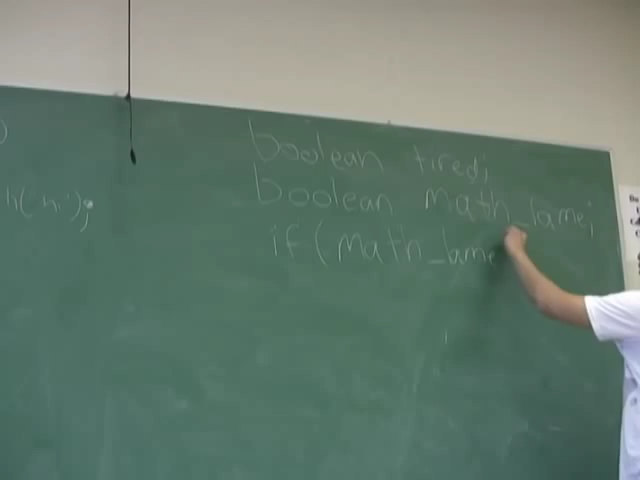 boolean tired;
boolean math_lame;
if (math_lame